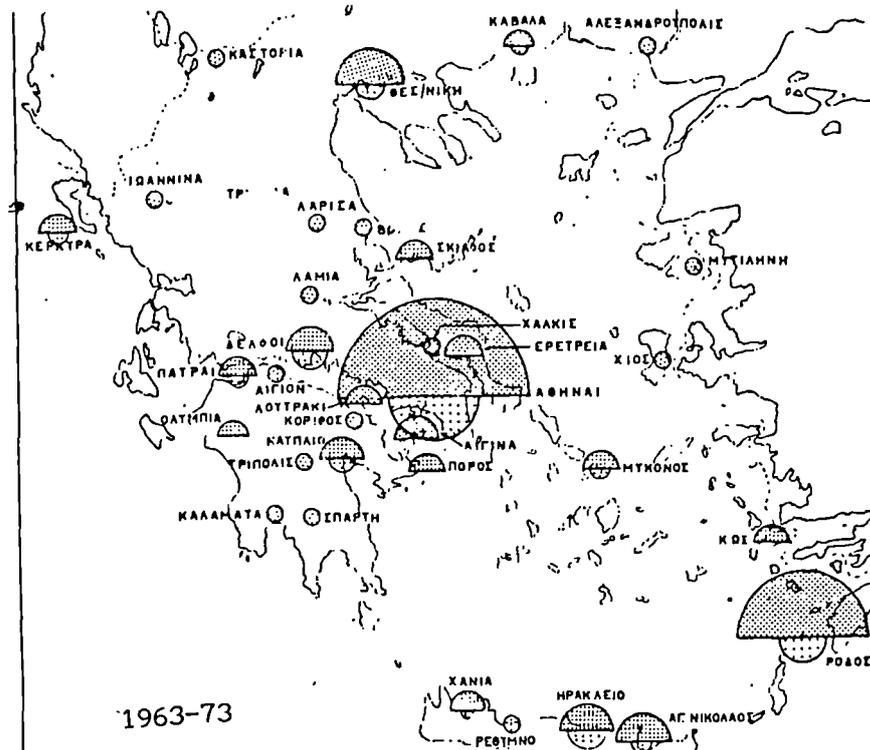 ΚΑΒΑΛΑ
ΑΛΕΞΑΝΔΡΟΥΠΟΛΙΣ
ΚΑΣΤΟΡΙΑ
ΘΕΣ/ΝΙΚΗ
ΙΩΑΝΝΙΝΑ
ΛΑΡΙΣΑ
ΚΕΡΚΥΡΑ
ΣΚΙΑΘΟΣ
ΜΥΤΙΛΗΝΗ
ΛΑΜΙΑ
ΧΑΛΚΙΣ
ΔΕΛΦΟΙ
ΕΡΕΤΡΕΙΑ
ΧΙΟΣ
ΠΑΤΡΑΙ
ΑΙΓΙΟΝ
ΑΘΗΝΑΙ
ΛΟΥΤΡΑΚΙ
ΟΛΥΜΠΙΑ
ΚΟΡΙΘΟΣ
ΝΑΥΠΛΙΟ
ΑΙΓΙΝΑ
ΤΡΙΠΟΛΙΣ
ΠΟΡΟΣ
ΜΥΚΟΝΟΣ
ΚΑΛΑΜΑΤΑ
ΣΠΑΡΤΗ
ΚΩΣ
ΡΟΔΟΣ
ΧΑΝΙΑ
ΗΡΑΚΛΕΙΟ
1963-73
ΑΓ. ΝΙΚΟΛΑΟΣ
ΡΕΘΥΜΝΟ